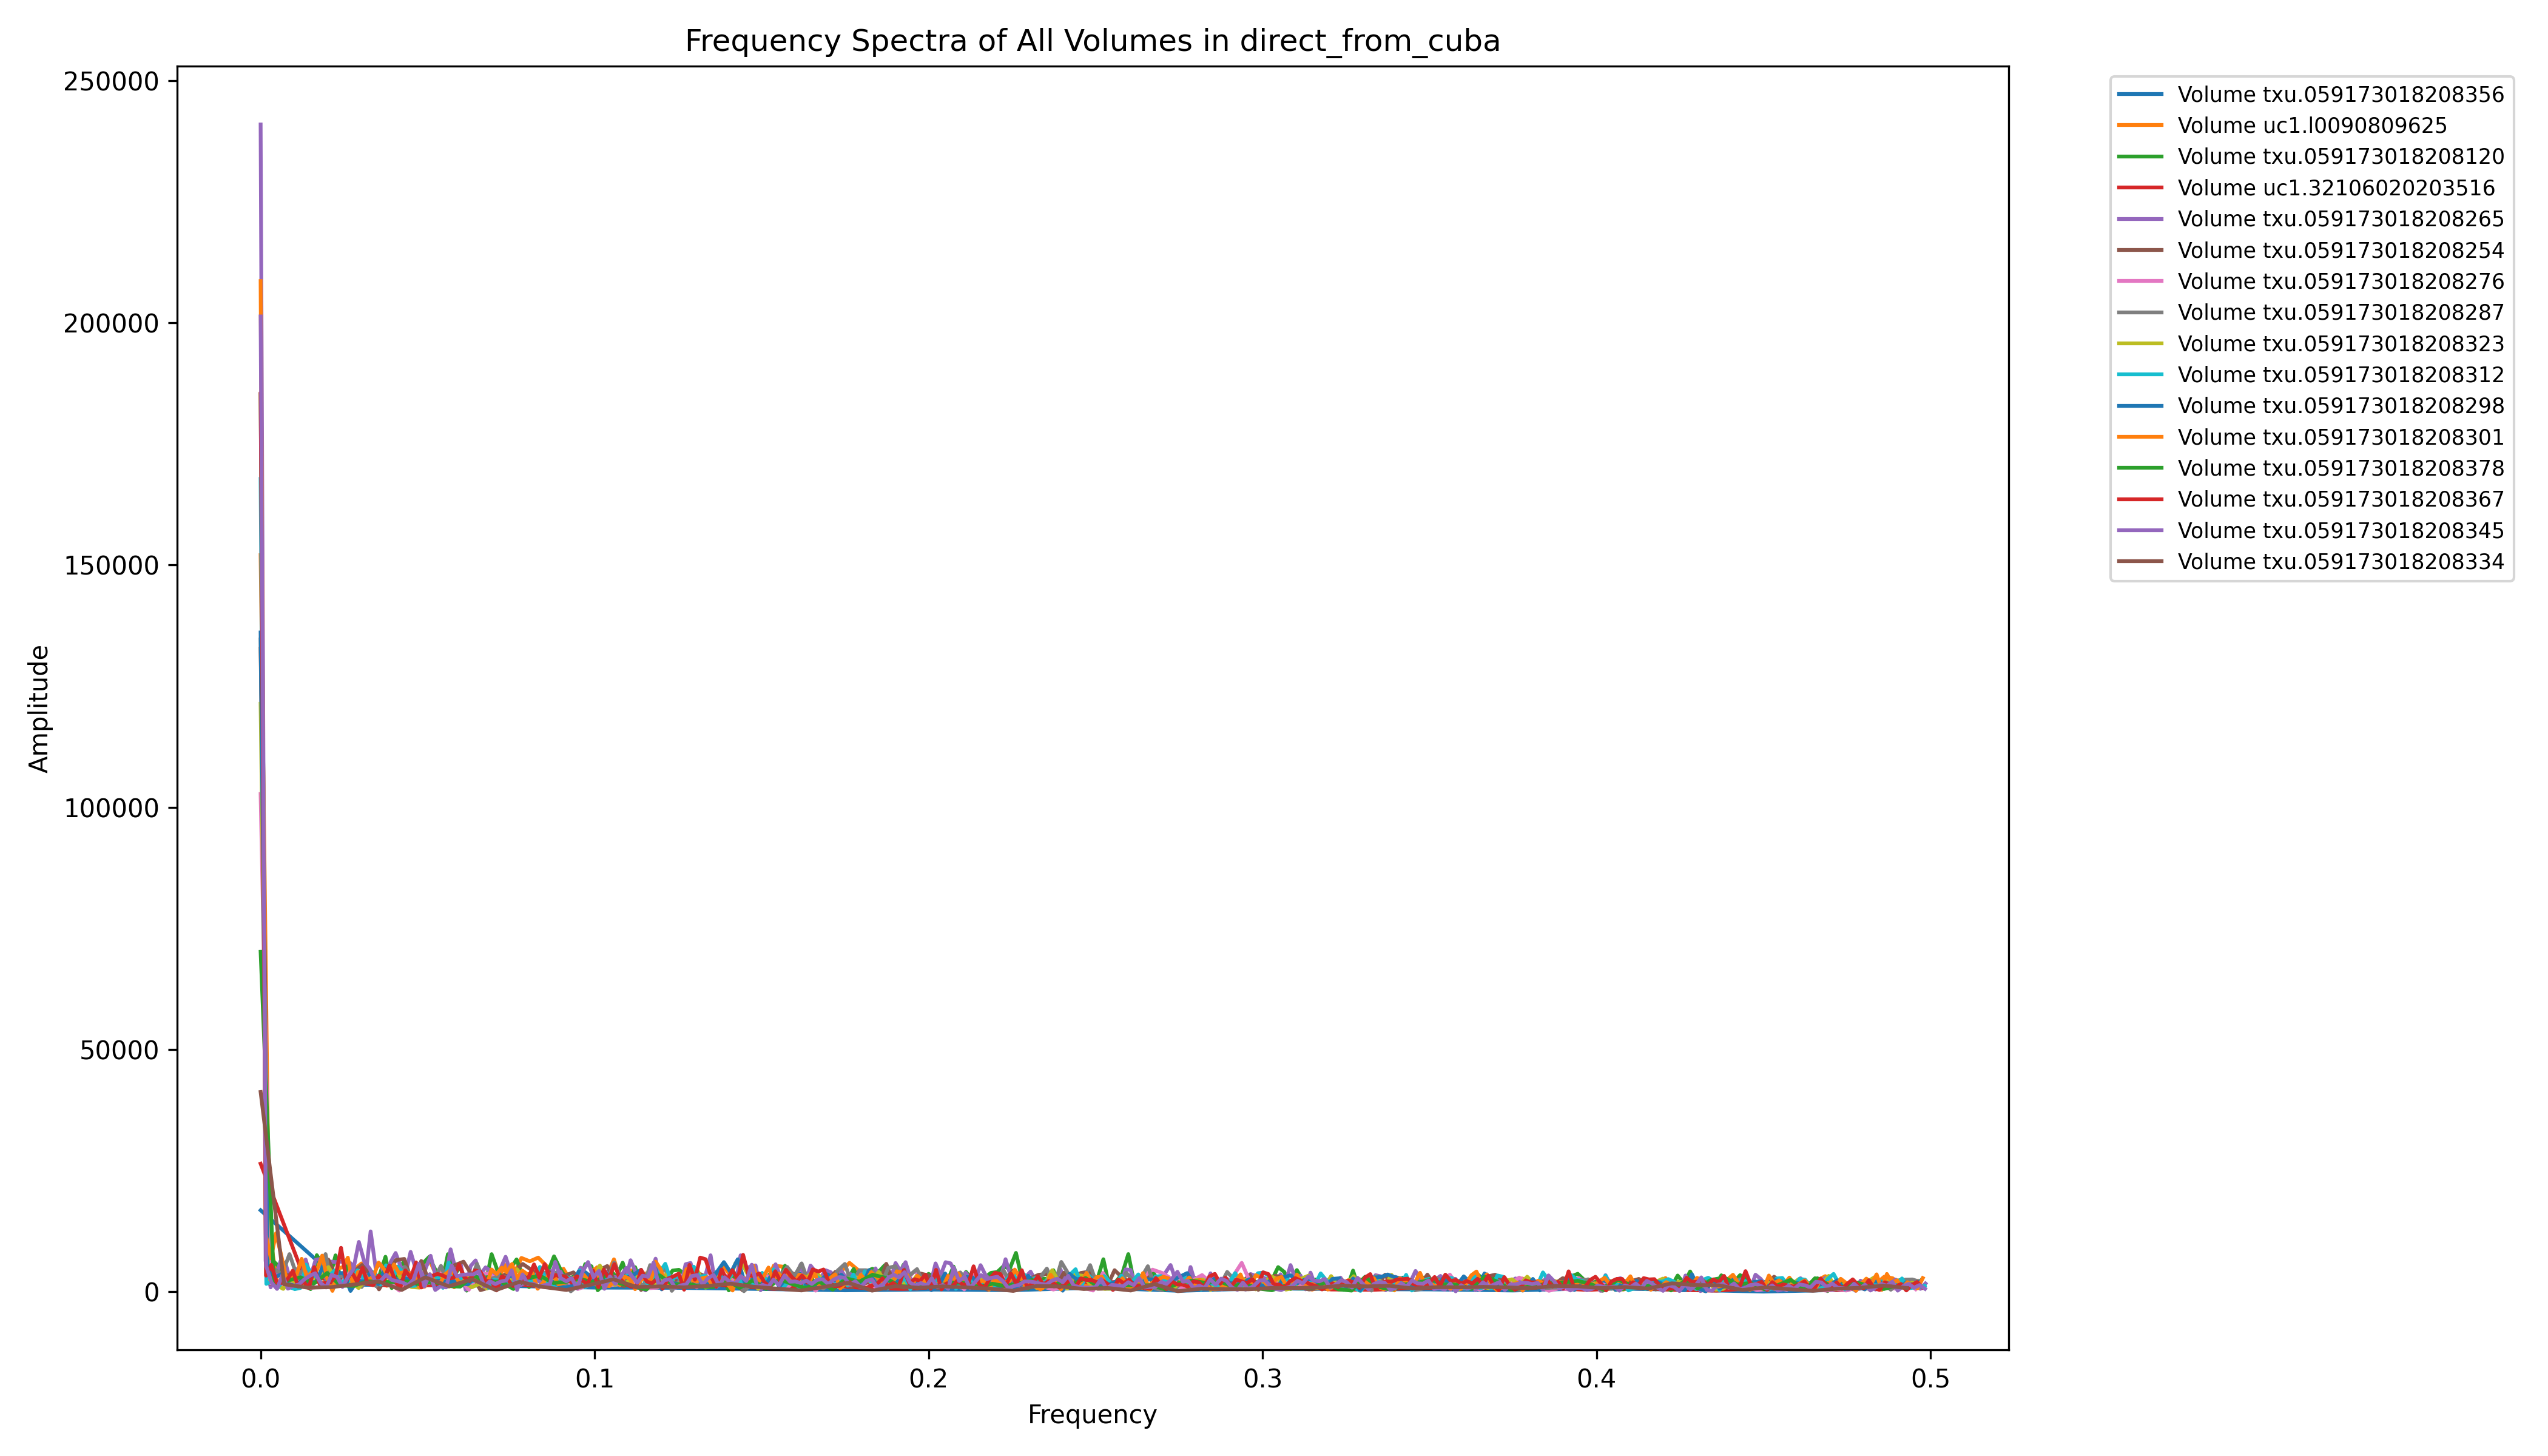 Frequency Spectra of All Volumes in direct_from_cuba
250000
200000
150000
100000
50000
0
Amplitude
0.0
0.1
0.2
0.3
0.4
0.5
Frequency
Volume txu.059173018208356
Volume uc1.l0090809625
Volume txu.059173018208120
Volume uc1.32106020203516
Volume txu.059173018208265
Volume txu.059173018208254
Volume txu.059173018208276
Volume txu.059173018208287
Volume txu.059173018208323
Volume txu.059173018208312
Volume txu.059173018208298
Volume txu.059173018208301
Volume txu.059173018208378
Volume txu.059173018208367
Volume txu.059173018208345
Volume txu.059173018208334